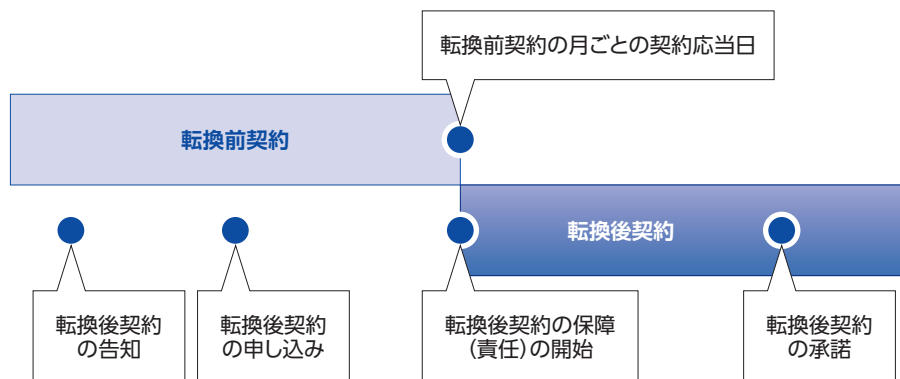 転換前契約の月ごとの契約応当日
転換前契約
転換後契約
転換後契約
の告知
転換後契約
の申し込み
転換後契約の保障
(責任)の開始
転換後契約
の承諾